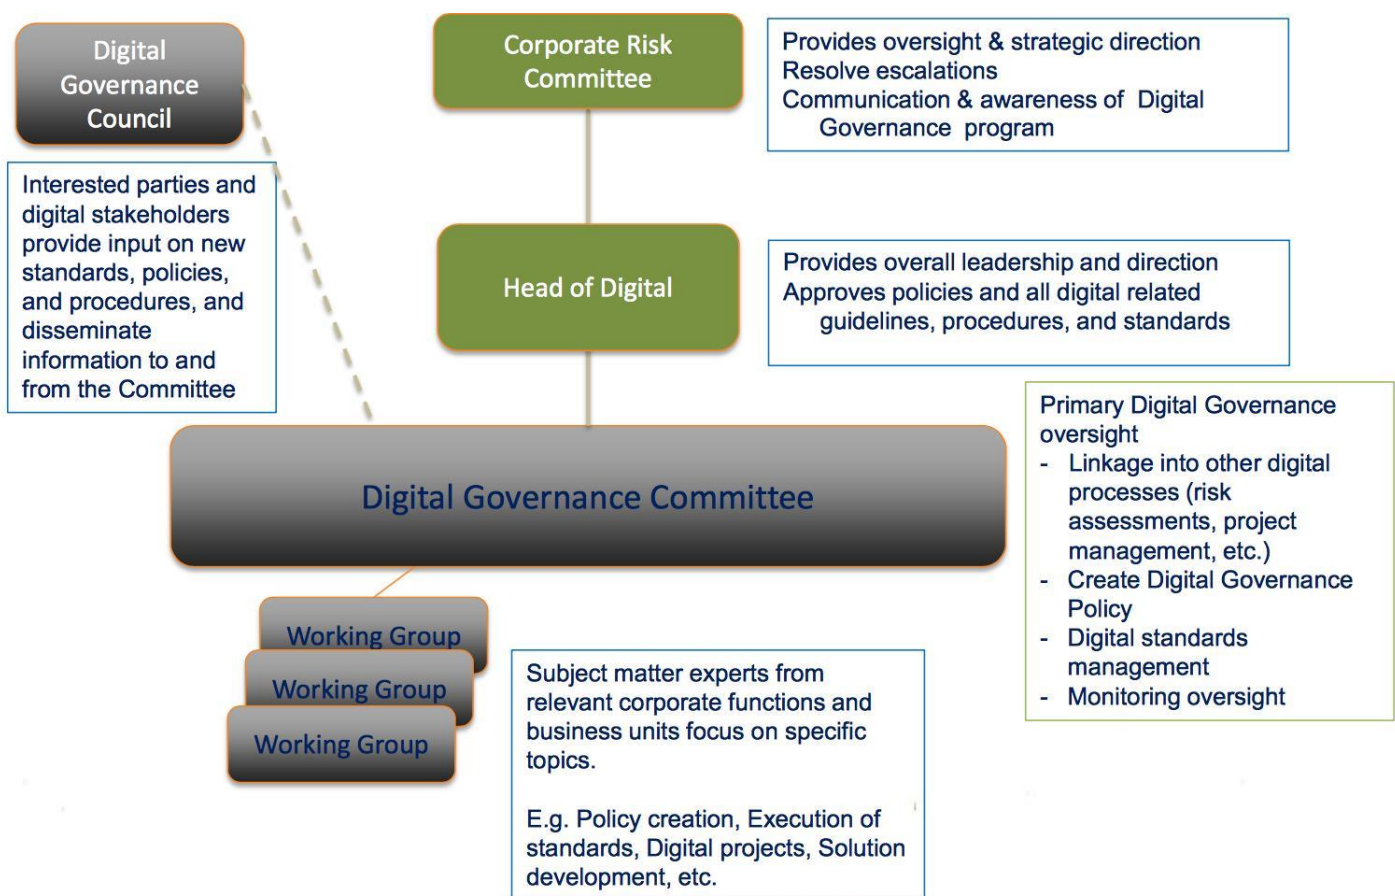 Digital
Governance
Council
Corporate Risk
Committee
Provides oversight & strategic direction
Resolve escalations
Communication & awareness of Digital
Governance program
Interested parties and
digital stakeholders
provide input on new
standards, policies,
and procedures, and
disseminate
information to and
from the Committee
Head of Digital
Provides overall leadership and direction
Approves policies and all digital related
guidelines, procedures, and standards
Digital Governance Committee
Primary Digital Governance
oversight
- Linkage into other digital
processes (risk
assessments, project
management, etc.)
- Create Digital Governance
Policy
- Digital standards
management
- Monitoring oversight
Working Group
Working Group
Working Group
Subject matter experts from
relevant corporate functions and
business units focus on specific
topics.
E.g. Policy creation, Execution of
standards, Digital projects, Solution
development, etc.